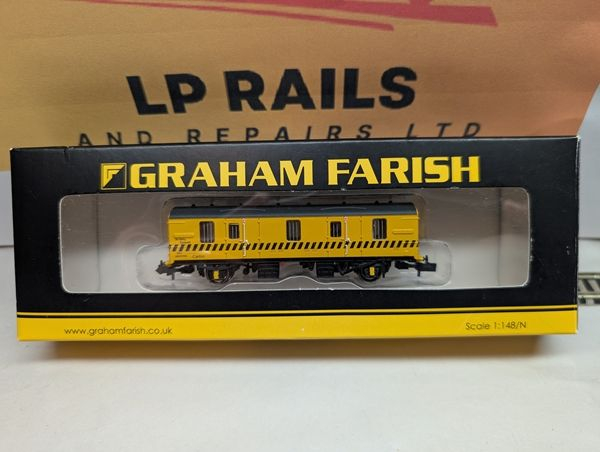 LP RAILS
AND REPAIRS LTD
GRAHAM FARISH
www.grahamfarish.co.uk
Scale 1:148/N